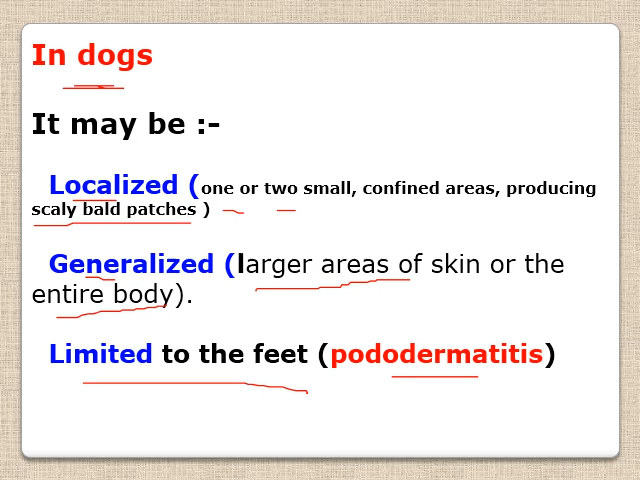 In dogs
It may be :-
Localized (one or two small, confined areas, producing
scaly bald patches )
Generalized (larger areas of skin or the
entire body).
Limited to the feet (pododermatitis)